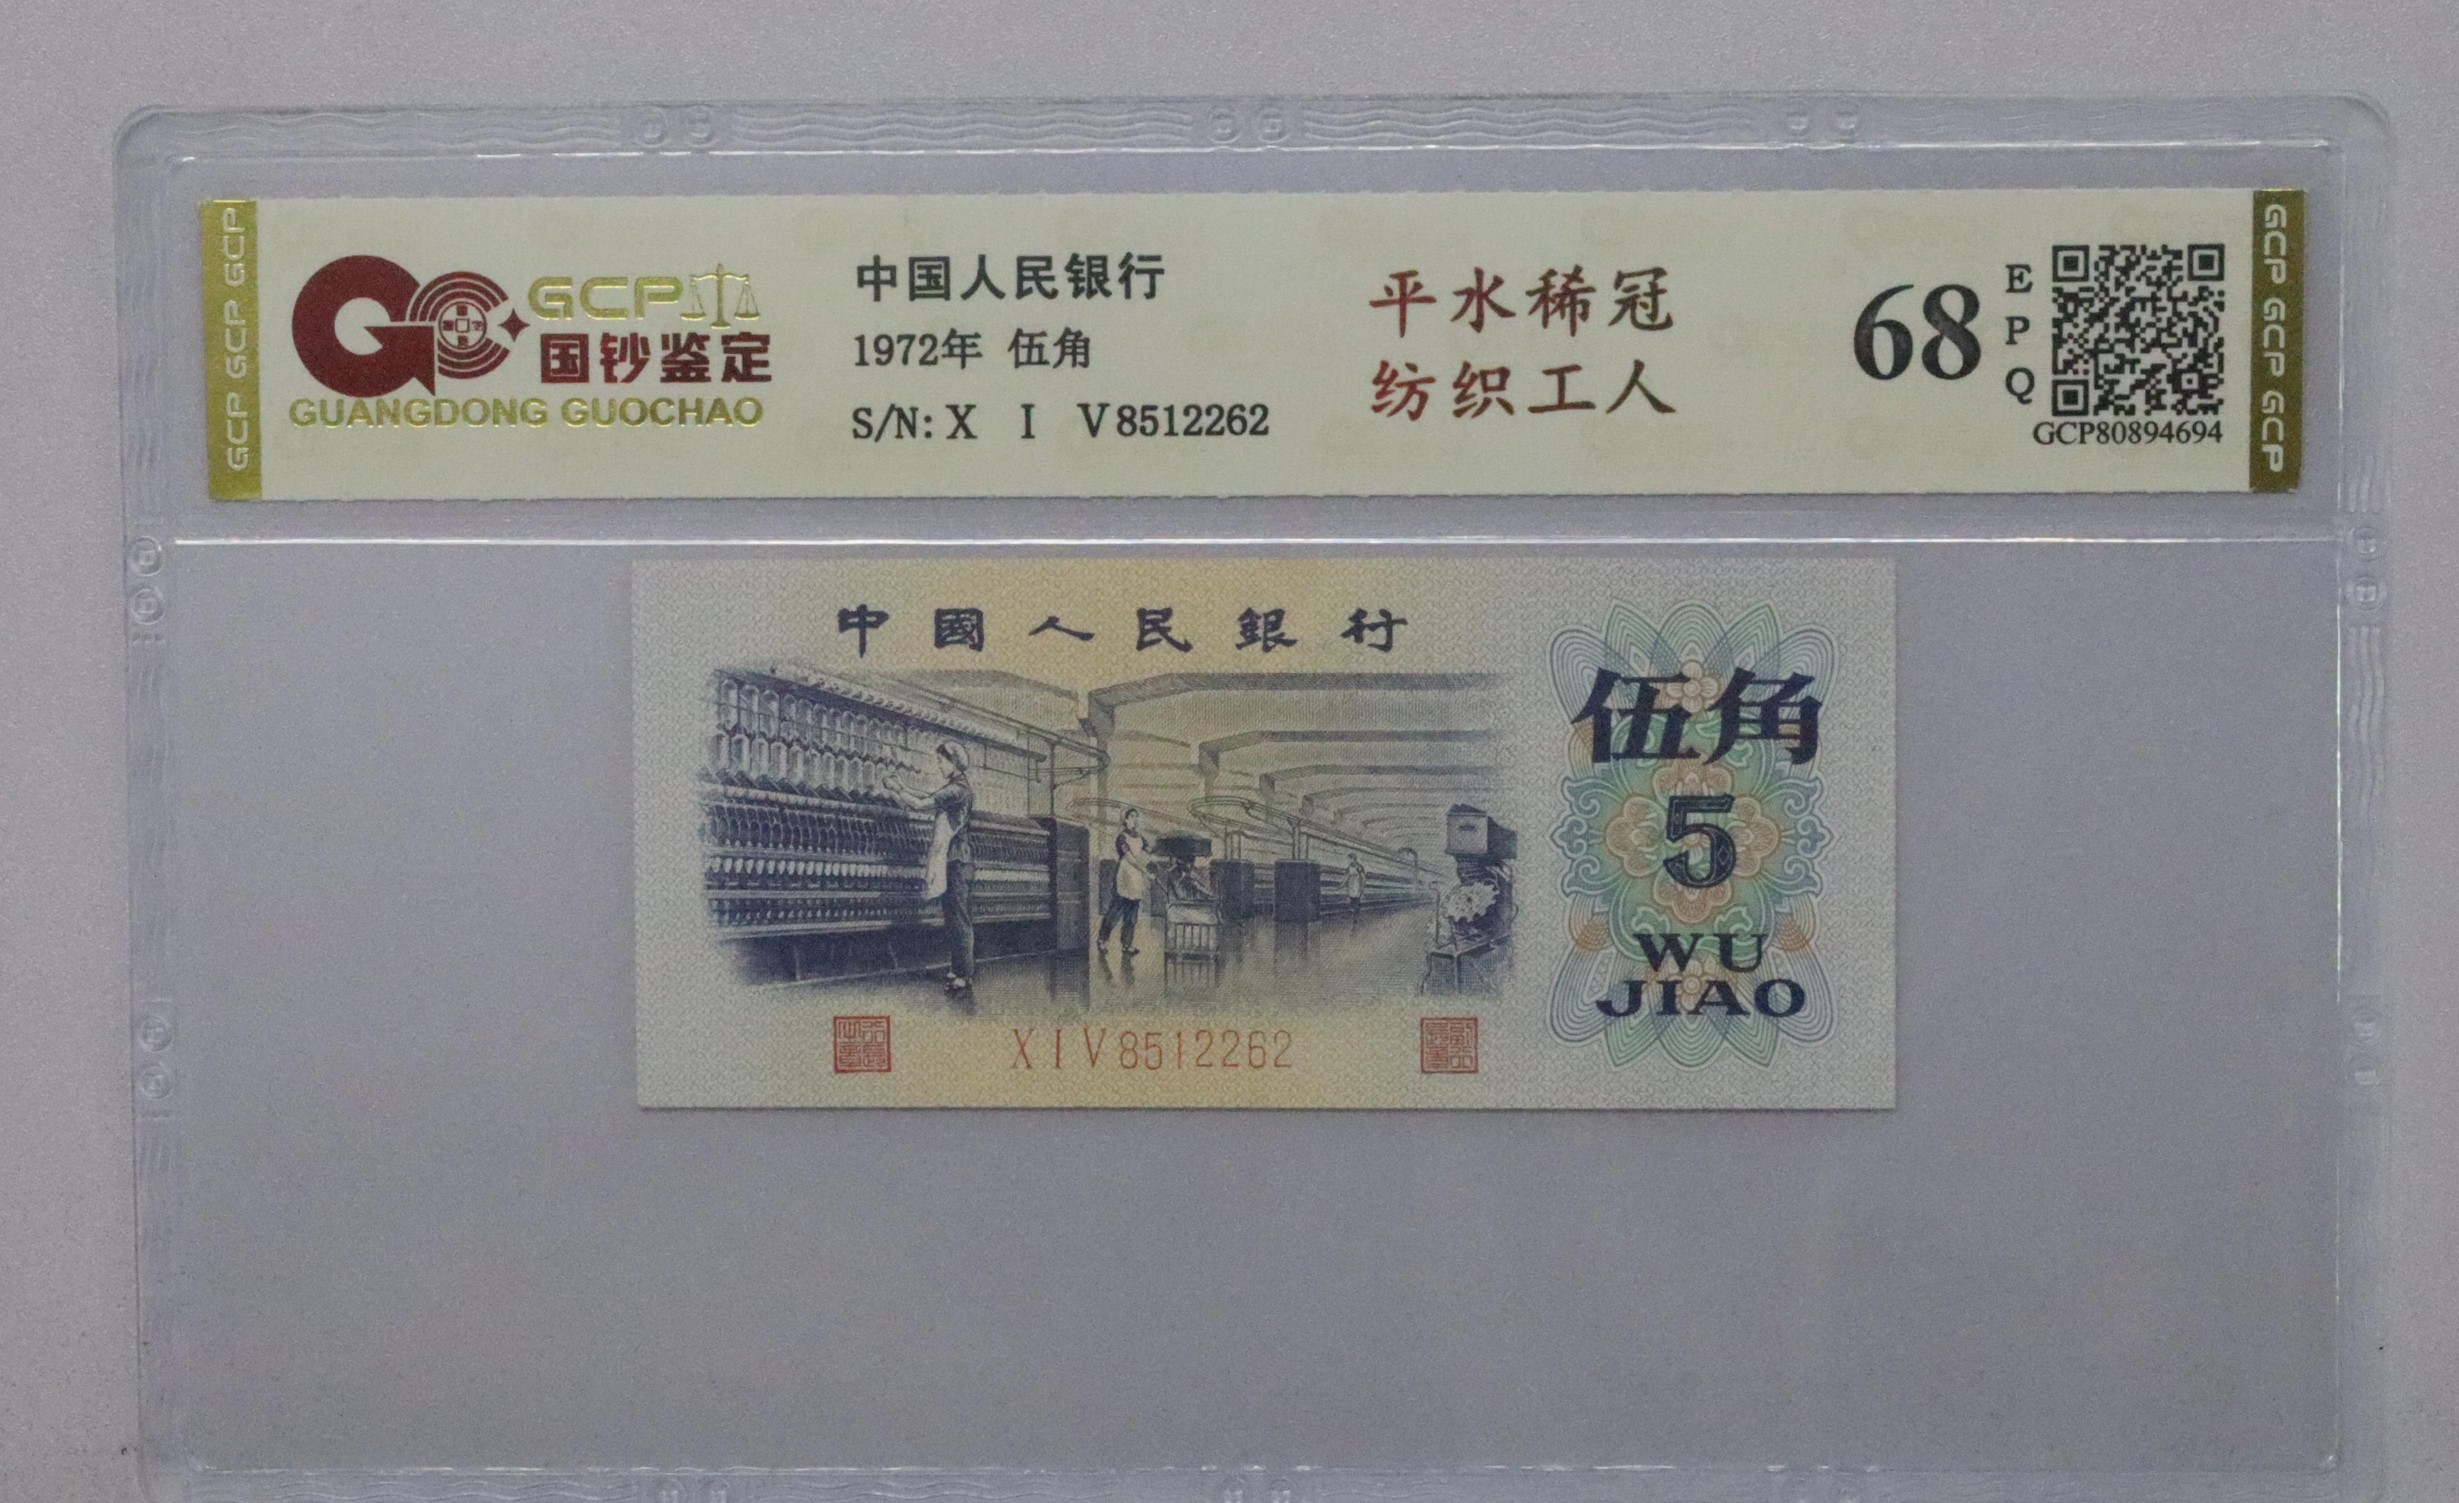 GCP GCP GCP
GCP
国钞鉴定
GUANGDONG GUOCHAO
中国人民银行
1972年 伍角
S/N: X I V8512262
平水稀冠
纺织工人
68
E
P
Q
GCP80894694
GCP GCP GCP
中國人民銀行
伍角
5
WU
JIAO
X I V 8512262